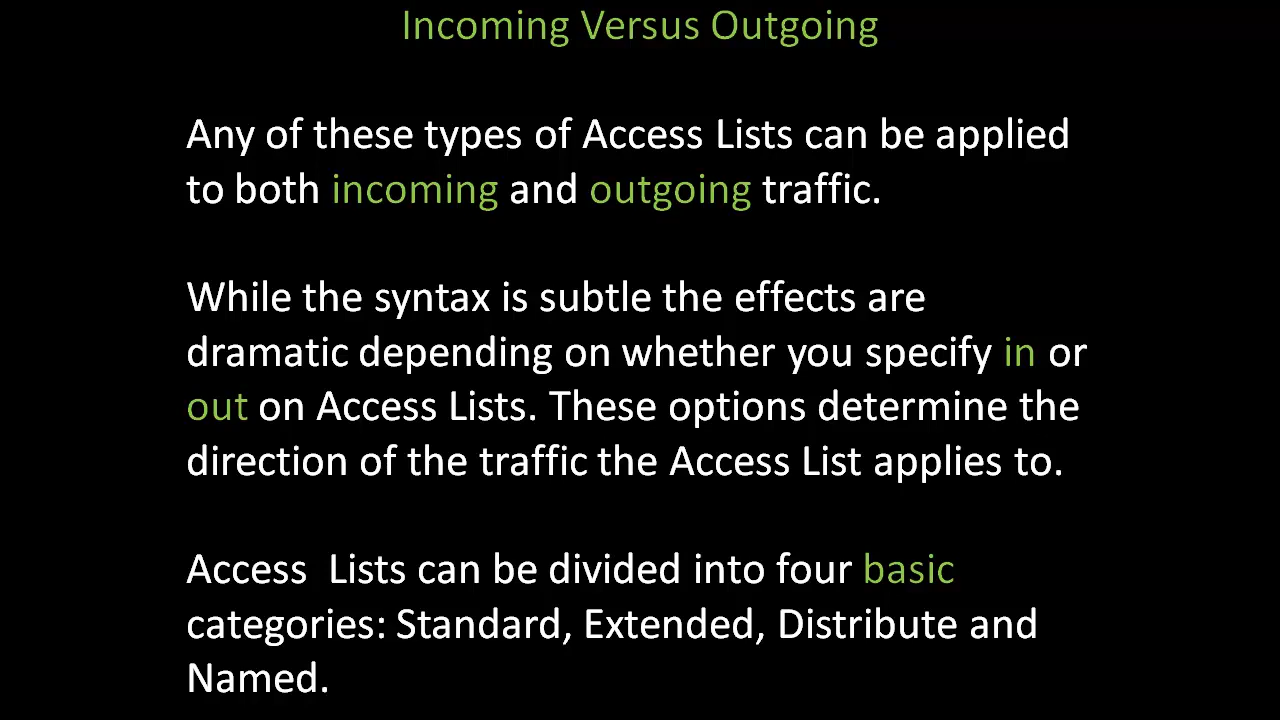 Incoming Versus Outgoing
Any of these types of Access Lists can be applied
to both incoming and outgoing traffic.
While the syntax is subtle the effects are
dramatic depending on whether you specify in or
out on Access Lists. These options determine the
direction of the traffic the Access List applies to.
Access  Lists can be divided into four basic
categories: Standard, Extended, Distribute and
Named.